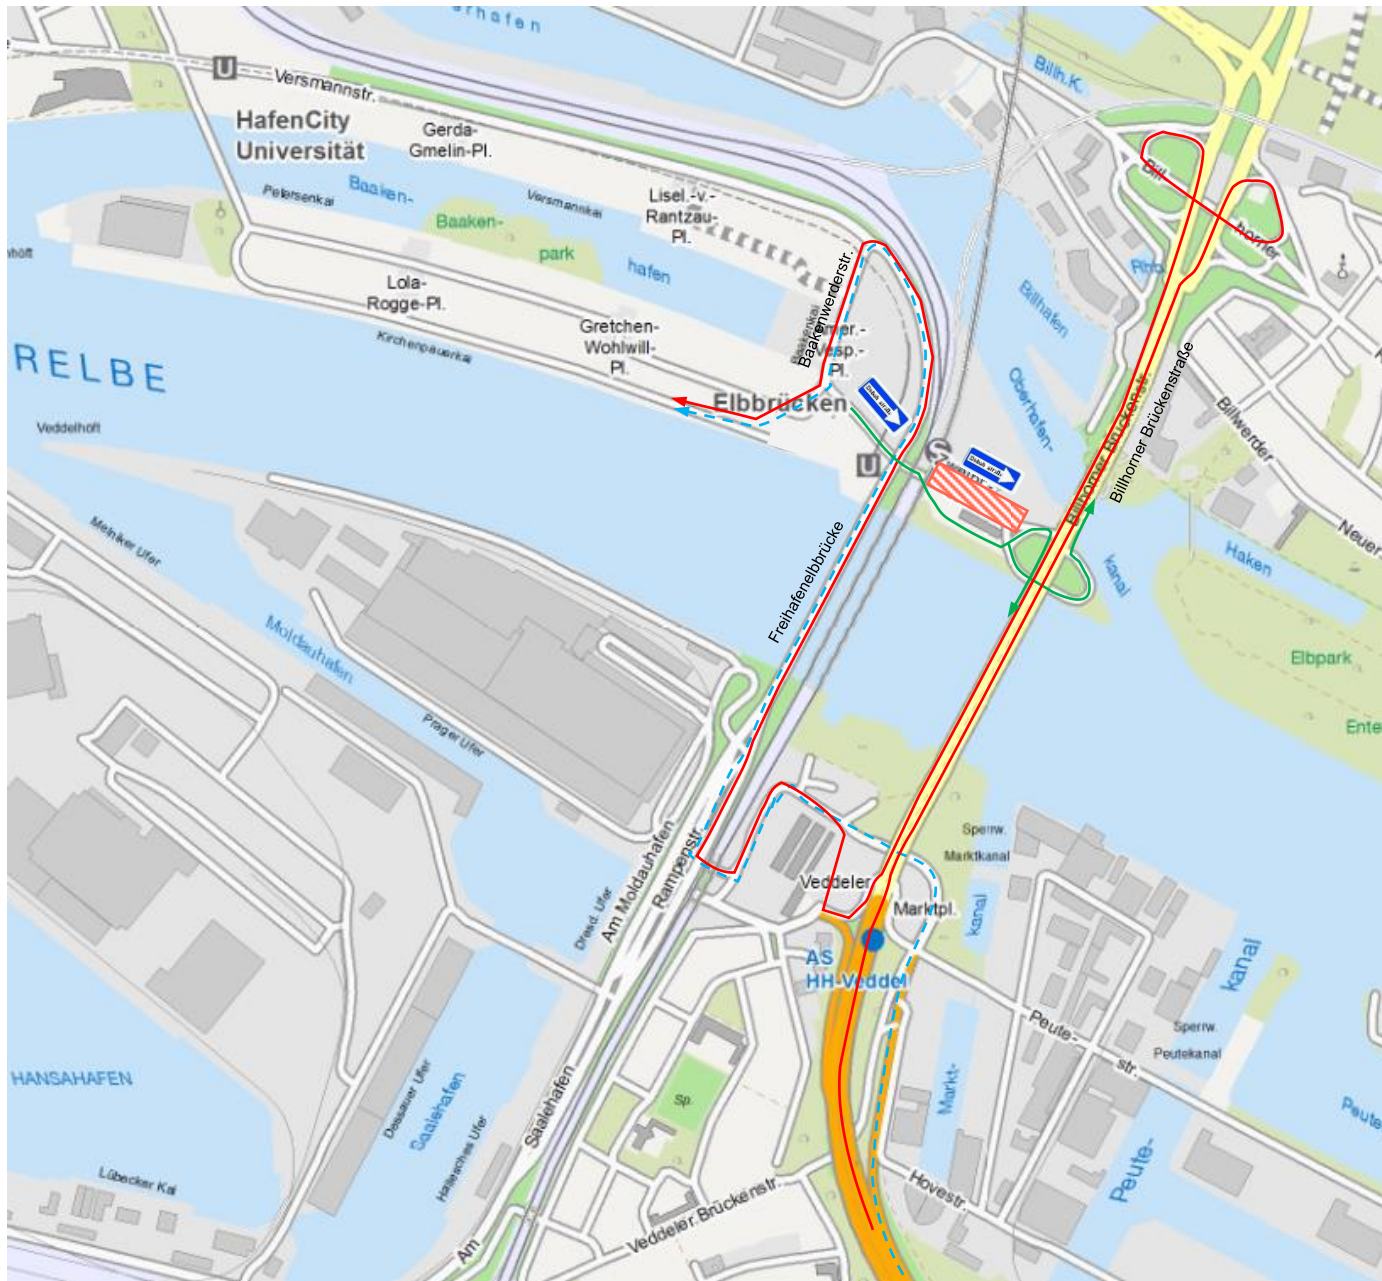 erhafen
Billh.K.
U
Versmannstr.
HafenCity
Universität
Gerda-
Gmelin-Pl.
Petersenkai
Baaken-
Versmannkai
Lisel.-v.-
Rantzau-
Pl.
Baaken-
park
hafen
Bill-
horner
Billhafen
Lola-
Rogge-Pl.
Gretchen-
Wohlwill-
Pl.
Kirchenpauerkai
Baakenwerderstr.
Vesp.-
Pl.
Elbbrücken
RELBE
Veddelhöft
U
S
Oberhafen-
kanal
Billhorner Brückenstr.
Billhorner Brückenstraße
Billwerder
Neuer
Haken
Melniker Ufer
Moldauhafen
Prager Ufer
Freihafenelbbrücke
Elbpark
Ente
Am Moldauhafen
Rampenstr.
Dresd. Ufer
Veddeler
Marktpl.
Sperrw.
Marktkanal
kanal
AS
HH-Veddel
kanal
Peute-
str.
Sperrw.
Peutekanal
Markt-
HANSAHAFEN
Dessauer Ufer
Saalehafen
Hallesches Ufer
Am
Saalehafen
Sp.
Lübecker Kai
Veddeler Brückenstr.
Hovestr.
Peute-
Peute